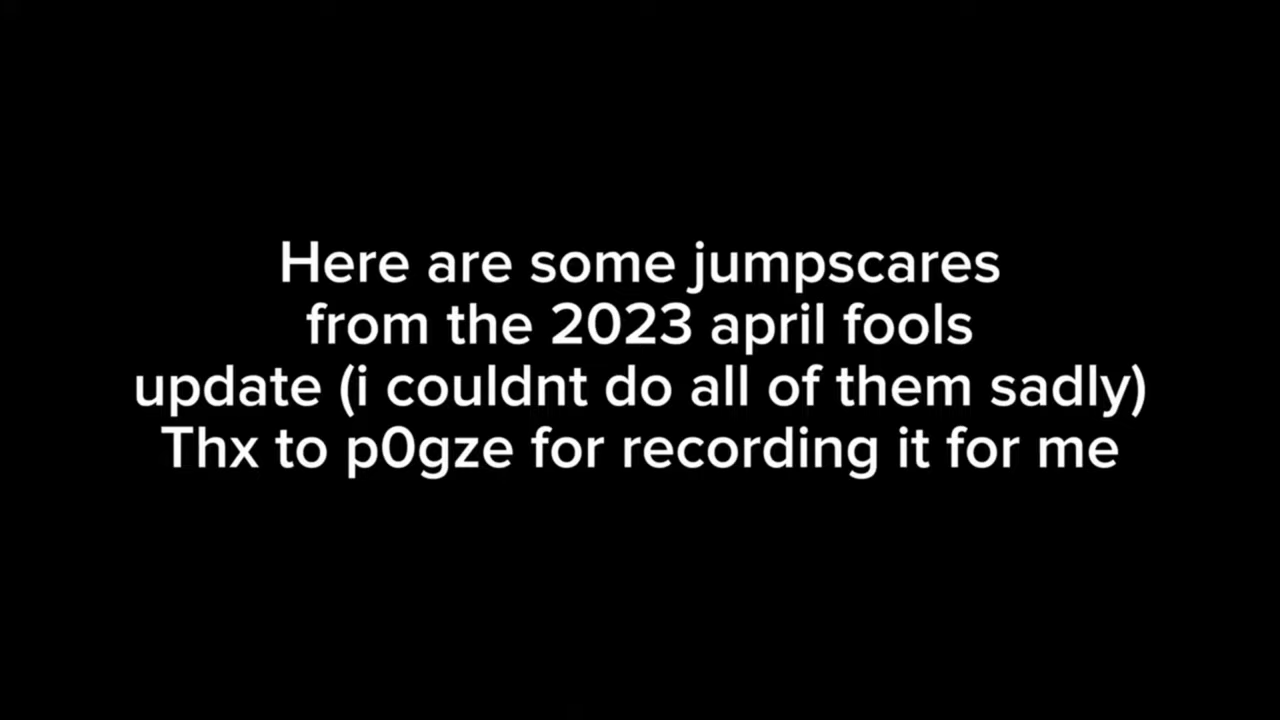 Here are some jumpscares
from the 2023 april fools
update (i couldnt do all of them sadly)
Thx to p0gze for recording it for me